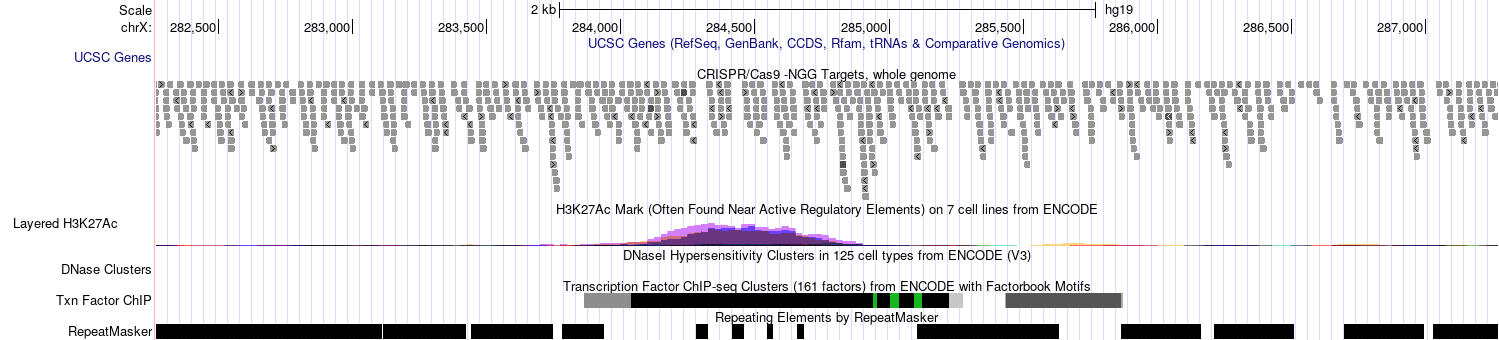 Scale 2 kb hg19
chrX: 282,500 283,000 283,500 284,000 284,500 285,000 285,500 286,000 286,500 287,000
UCSC Genes (RefSeq, GenBank, CCDS, Rfam, tRNAs & Comparative Genomics)
UCSC Genes
CRISPR/Cas9 -NGG Targets, whole genome
H3K27Ac Mark (Often Found Near Active Regulatory Elements) on 7 cell lines from ENCODE
Layered H3K27Ac
DNaseI Hypersensitivity Clusters in 125 cell types from ENCODE (V3)
DNase Clusters
Transcription Factor ChIP-seq Clusters (161 factors) from ENCODE with Factorbook Motifs
Txn Factor ChIP
Repeating Elements by RepeatMasker
RepeatMasker